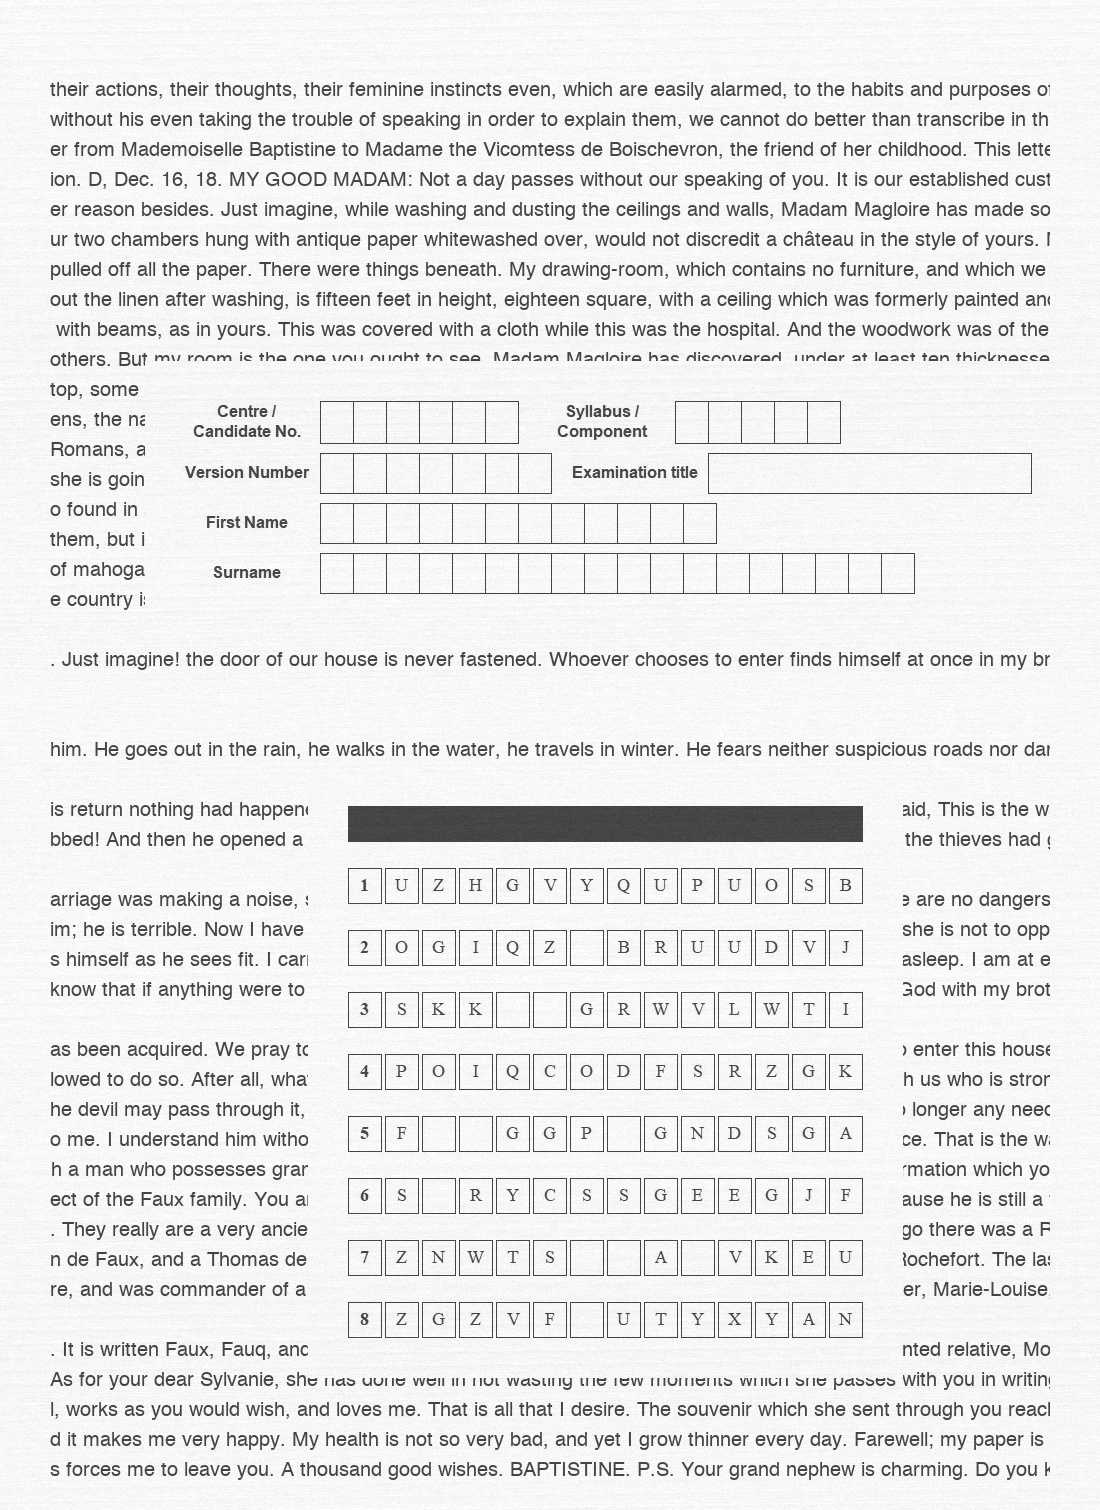 their actions, their thoughts, their feminine instincts even, which are easily alarmed, to the habits and purposes of
without his even taking the trouble of speaking in order to explain them, we cannot do better than transcribe in th
er from Mademoiselle Baptistine to Madame the Vicomtess de Boischevron, the friend of her childhood. This lette
ion. D, Dec. 16, 18. MY GOOD MADAM: Not a day passes without our speaking of you. It is our established cust
er reason besides. Just imagine, while washing and dusting the ceilings and walls, Madam Magloire has made so
ur two chambers hung with antique paper whitewashed over, would not discredit a château in the style of yours.
pulled off all the paper. There were things beneath. My drawing-room, which contains no furniture, and which we
out the linen after washing, is fifteen feet in height, eighteen square, with a ceiling which was formerly painted and
with beams, as in yours. This was covered with a cloth while this was the hospital. And the woodwork was of the
others. But my room is the one you ought to see. Madam Magloire has discovered, under at least ten thicknesse
top, some
ens, the na
Romans, a
she is goin
o found in
them, but i
of mahoga
e country is
Centre /
Candidate No.
Syllabus /
Component
Version Number
Examination title
First Name
Surname
. Just imagine! the door of our house is never fastened. Whoever chooses to enter finds himself at once in my br
him. He goes out in the rain, he walks in the water, he travels in winter. He fears neither suspicious roads nor dan
is return nothing had happene
bbed! And then he opened a
arriage was making a noise, s
im; he is terrible. Now I have
s himself as he sees fit. I carr
know that if anything were to
as been acquired. We pray to
lowed to do so. After all, what
he devil may pass through it,
o me. I understand him witho
h a man who possesses gran
ect of the Faux family. You ar
. They really are a very ancie
n de Faux, and a Thomas de
re, and was commander of a
. It is written Faux, Fauq, and
1 U Z H G V Y Q U P U O S B
2 O G I Q Z B R U U D V J
3 S K K G R W V L W T I
4 P O I Q C O D F S R Z G K
5 F G G P G N D S G A
6 S R Y C S S G E E G J F
7 Z N W T S A V K E U
8 Z G Z V F U T Y X Y A N
aid, This is the w
the thieves had g
e are no dangers
she is not to opp
asleep. I am at e
God with my brot
o enter this house
h us who is stron
o longer any need
ce. That is the wa
rmation which yo
ause he is still a
go there was a R
Rochefort. The las
er, Marie-Louise,
nted relative, Mo
As for your dear Sylvanie, she has done well in not wasting the few moments which she passes with you in writing
l, works as you would wish, and loves me. That is all that I desire. The souvenir which she sent through you reach
d it makes me very happy. My health is not so very bad, and yet I grow thinner every day. Farewell; my paper is
s forces me to leave you. A thousand good wishes. BAPTISTINE. P.S. Your grand nephew is charming. Do you k